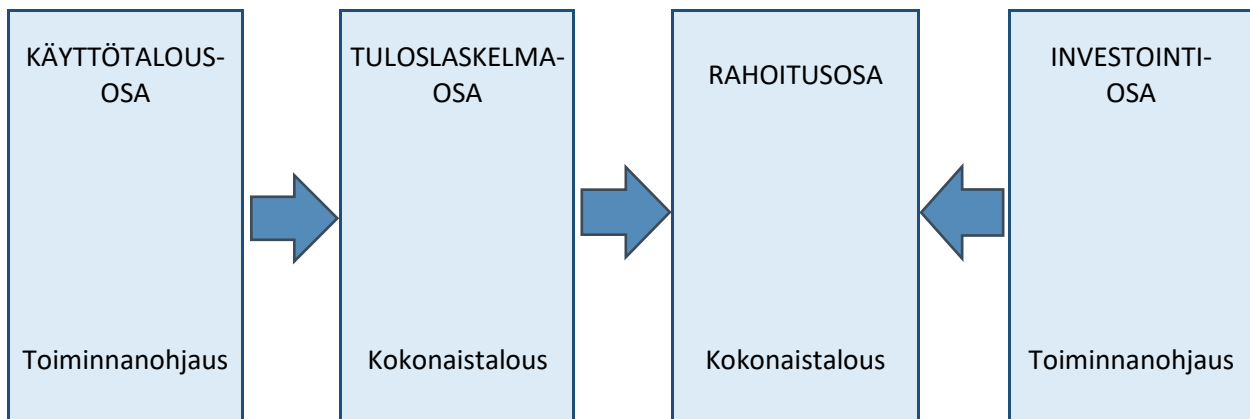 KÄYTTÖTALOUS-
OSA
Toiminnanohjaus
TULOSLASKELMA-
OSA
Kokonaistalous
RAHOITUSOSA
Kokonaistalous
INVESTOINTI-
OSA
Toiminnanohjaus